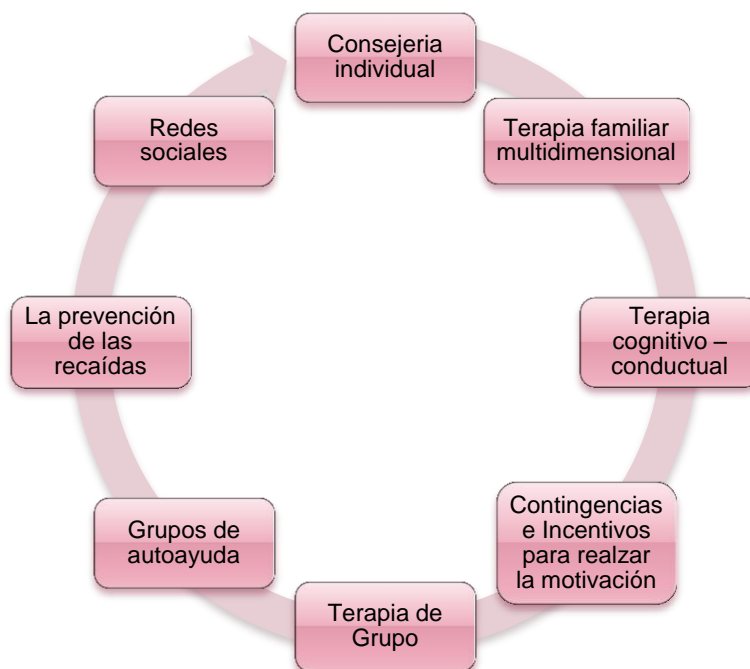 Consejeria
individual
Terapia familiar
multidimensional
Terapia
cognitivo –
conductual
Contingencias
e Incentivos
para realzar
la motivación
Terapia de
Grupo
Grupos de
autoayuda
La prevención
de las
recaídas
Redes
sociales